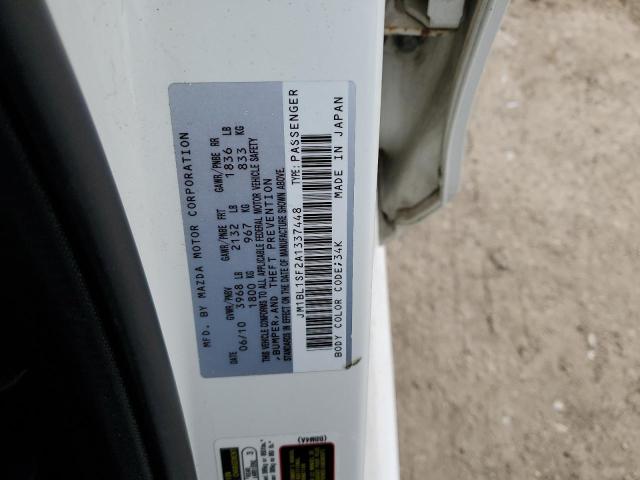 MFD. BY MAZDA MOTOR CORPORATION
DATE GVWR/PNBV GAWR/PNBE FRT GAWR/PNBE RR
06/10 3968 LB 2132 LB 1836 LB
1800 KG 967 KG 833 KG
THIS VEHICLE CONFORMS TO ALL APPLICABLE FEDERAL MOTOR VEHICLE SAFETY
BUMPER, AND THEFT PREVENTION
STANDARDS IN EFFECT ON THE DATE OF MANUFACTURE SHOWN ABOVE.
JM1BL1SF2A1337448 TYPE: PASSENGER
BODY COLOR CODE: 34K MADE IN JAPAN
(BBM4A)